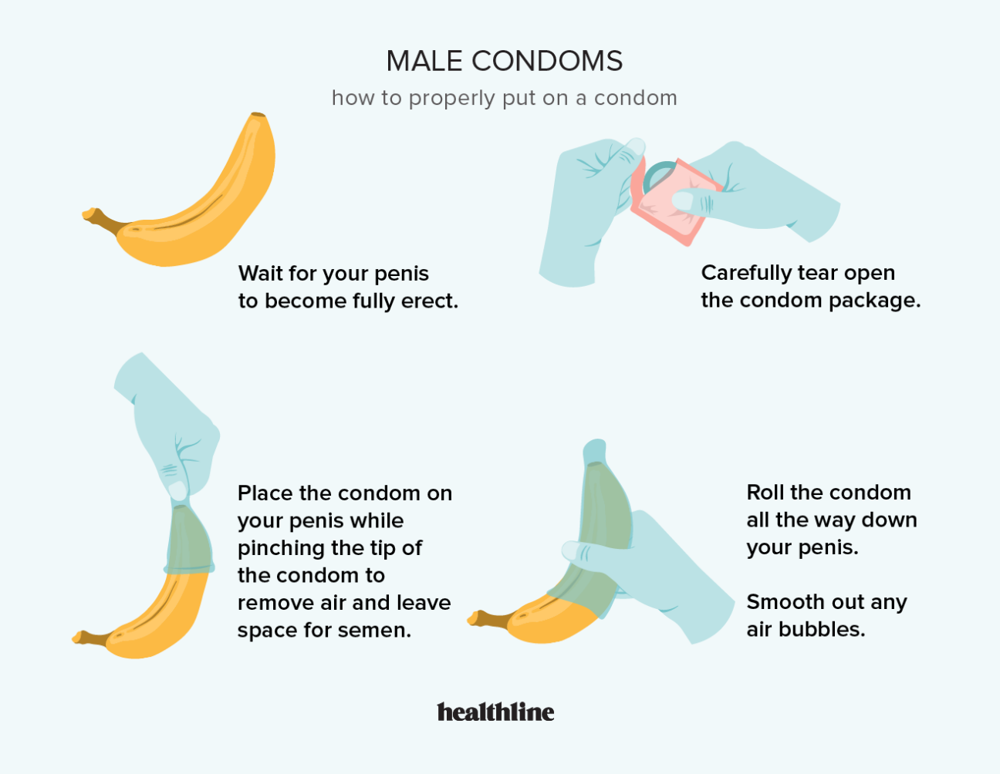 MALE CONDOMS
how to properly put on a condom
Wait for your penis
to become fully erect.
Carefully tear open
the condom package.
Place the condom on
your penis while
pinching the tip of
the condom to
remove air and leave
space for semen.
Roll the condom
all the way down
your penis.
Smooth out any
air bubbles.
healthline